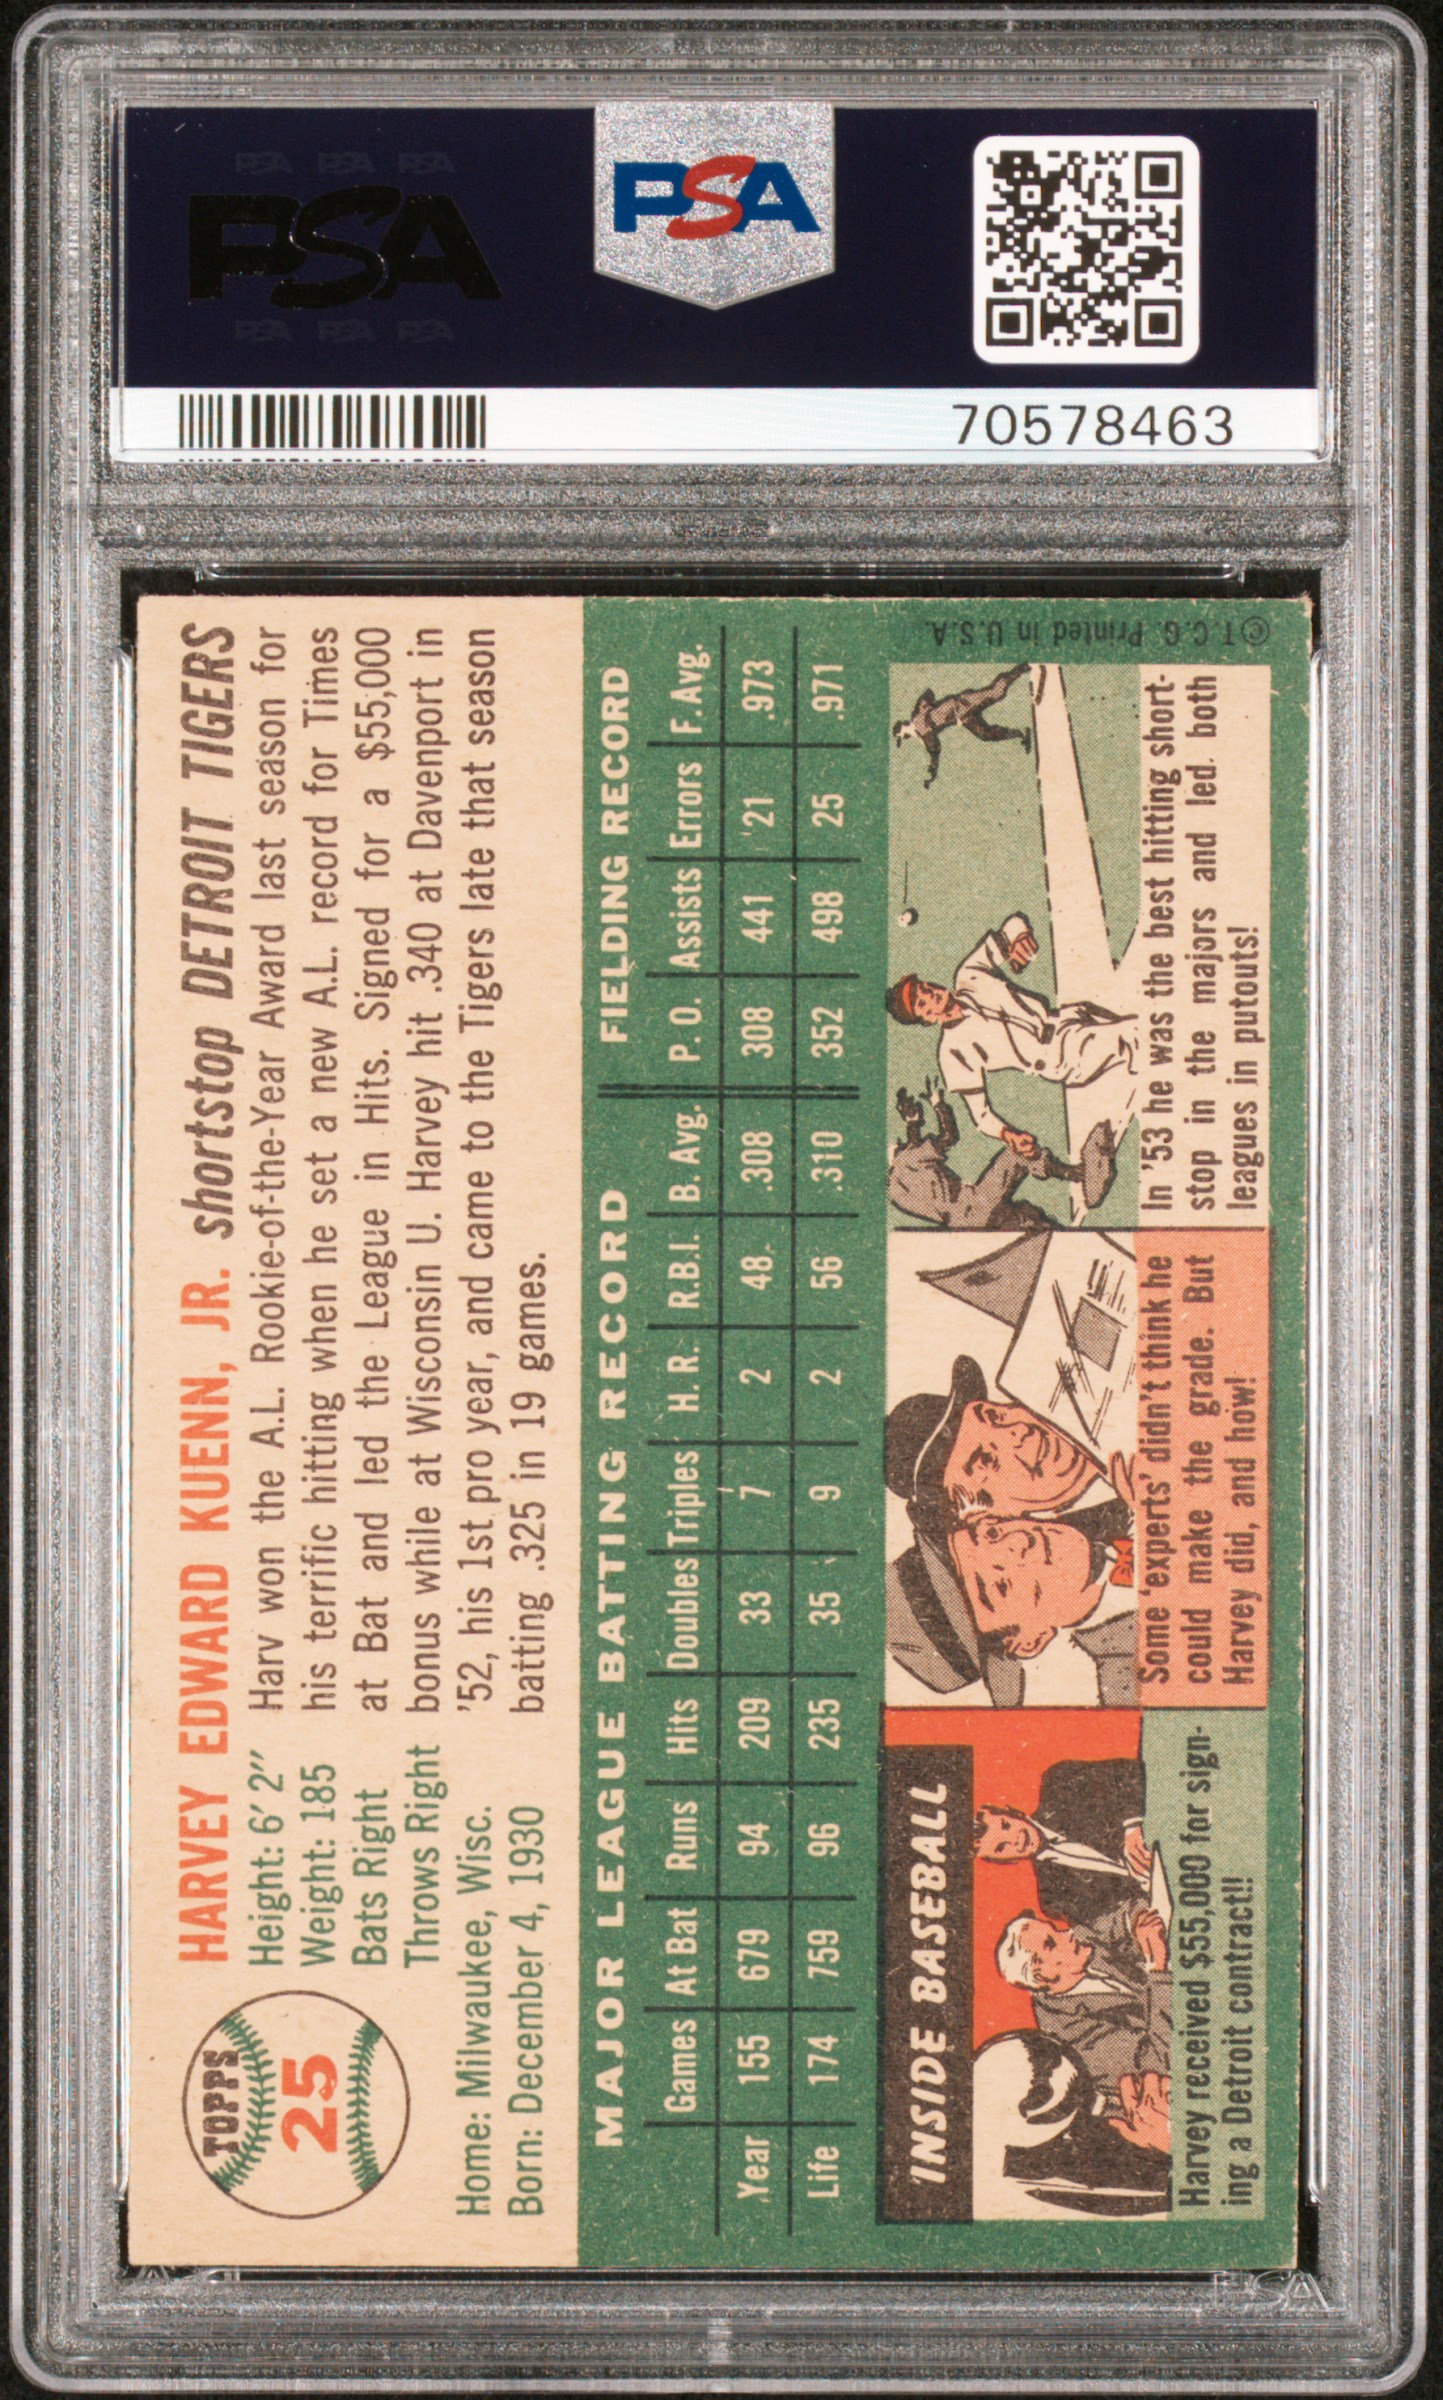 PSA PSA PSA
PSA
PSA PSA PSA
PSA
70578463
TOPPS
25
HARVEY EDWARD KUENN, JR. shortstop DETROIT TIGERS
Height: 6' 2"
Weight: 185
Bats Right
Throws Right
Home: Milwaukee, Wisc.
Born: December 4, 1930
Harv won the A.L. Rookie-of-the-Year Award last season for
his terrific hitting when he set a new A.L. record for Times
at Bat and led the League in Hits. Signed for a $55,000
bonus while at Wisconsin U. Harvey hit .340 at Davenport in
'52, his 1st pro year, and came to the Tigers late that season
batting .325 in 19 games.
MAJOR LEAGUE BATTING RECORD FIELDING RECORD
Games At Bat Runs Hits Doubles Triples H. R. R.B.I. B. Avg. P. O. Assists Errors F. Avg.
Year 155 679 94 209 33 7 2 48 .308 308 441 21 .973
Life 174 759 96 235 35 9 2 56 .310 352 498 25 .971
INSIDE BASEBALL
Harvey received $55,000 for sign-
ing a Detroit contract!!
Some 'experts' didn't think he
could make the grade. But
Harvey did, and how!
In '53 he was the best hitting short-
stop in the majors and led both
leagues in putouts!
© T.C.G. Printed in U.S.A.
PSA